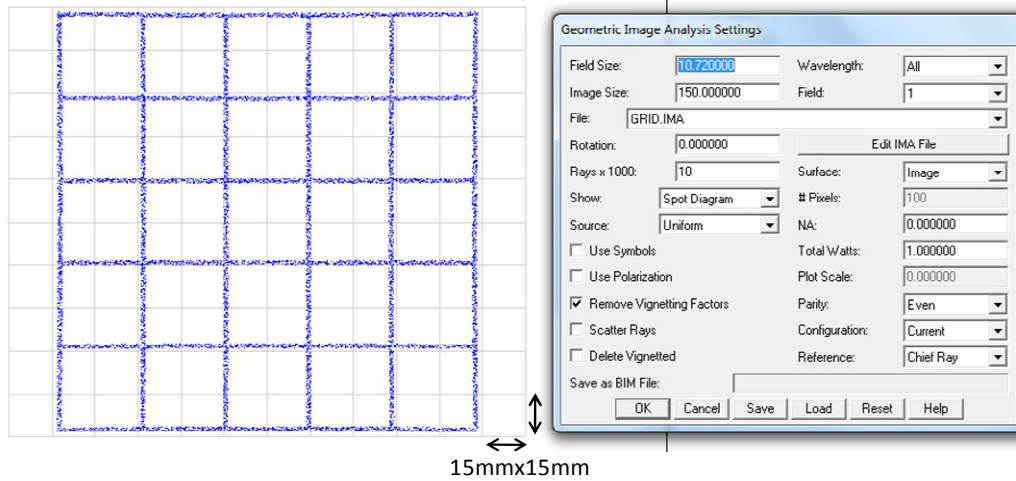 Geometric Image Analysis Settings
Field Size: 10.720000 Wavelength: All
Image Size: 150.000000 Field: 1
File: GRID.IMA
Rotation: 0.000000 Edit IMA File
Rays x 1000: 10 Surface: Image
Show: Spot Diagram # Pixels: 100
Source: Uniform NA: 0.000000
Use Symbols Total Watts: 1.000000
Use Polarization Plot Scale: 0.000000
Remove Vignetting Factors Parity: Even
Scatter Rays Configuration: Current
Delete Vignetted Reference: Chief Ray
Save as BIM File:
OK Cancel Save Load Reset Help
15mmx15mm